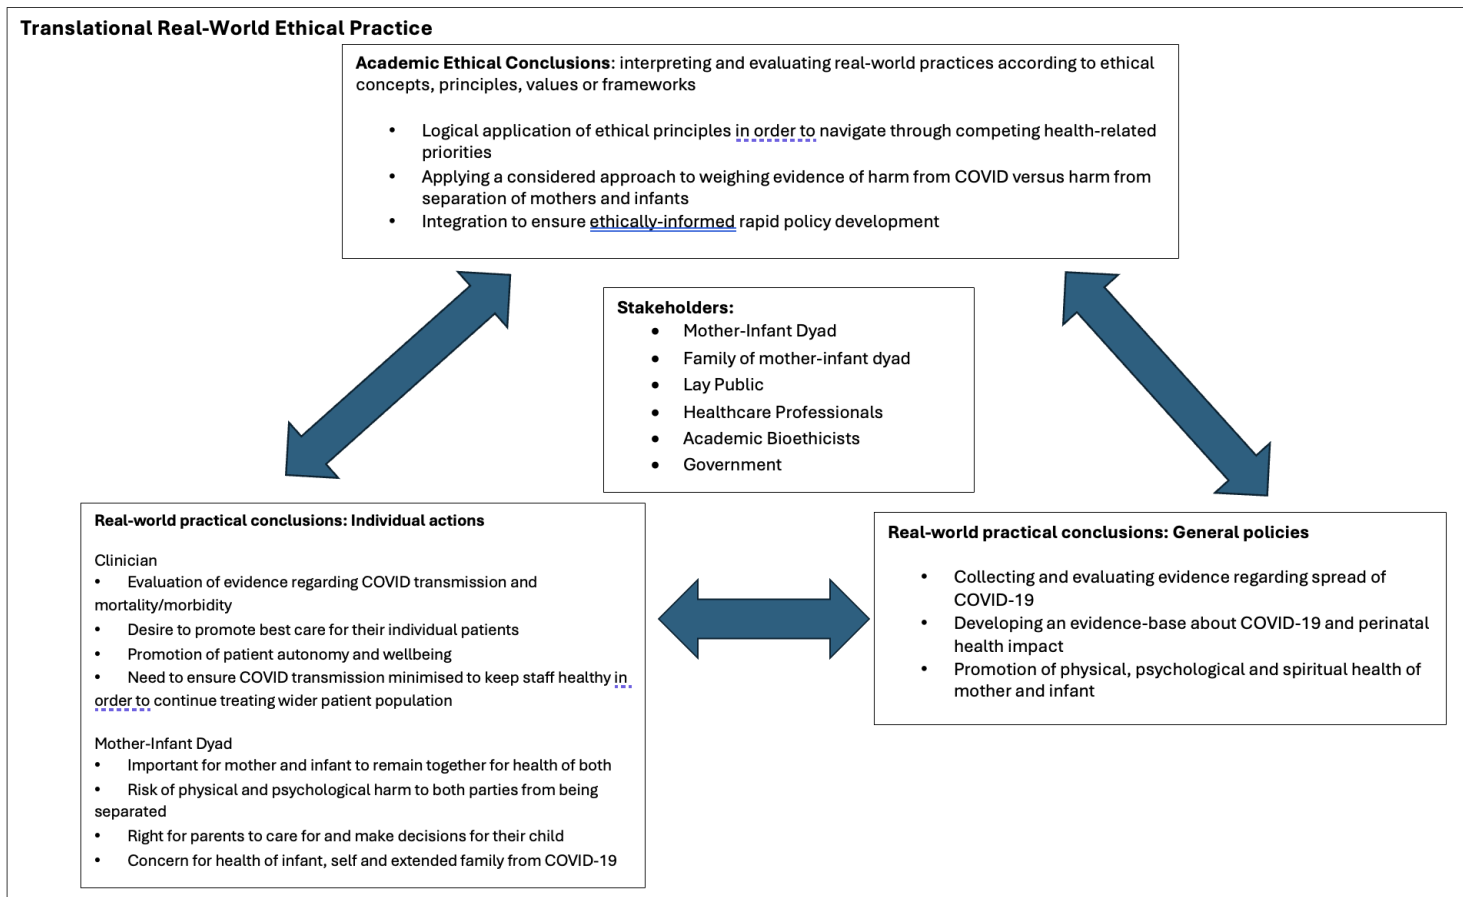 Translational Real-World Ethical Practice
Academic Ethical Conclusions: interpreting and evaluating real-world practices according to ethical
concepts, principles, values or frameworks
• Logical application of ethical principles in order to navigate through competing health-related
priorities
• Applying a considered approach to weighing evidence of harm from COVID versus harm from
separation of mothers and infants
• Integration to ensure ethically-informed rapid policy development
Stakeholders:
• Mother-Infant Dyad
• Family of mother-infant dyad
• Lay Public
• Healthcare Professionals
• Academic Bioethicists
• Government
Real-world practical conclusions: Individual actions
Clinician
• Evaluation of evidence regarding COVID transmission and
mortality/morbidity
• Desire to promote best care for their individual patients
• Promotion of patient autonomy and wellbeing
• Need to ensure COVID transmission minimised to keep staff healthy in
order to continue treating wider patient population
Mother-Infant Dyad
• Important for mother and infant to remain together for health of both
• Risk of physical and psychological harm to both parties from being
separated
• Right for parents to care for and make decisions for their child
• Concern for health of infant, self and extended family from COVID-19
Real-world practical conclusions: General policies
• Collecting and evaluating evidence regarding spread of
COVID-19
• Developing an evidence-base about COVID-19 and perinatal
health impact
• Promotion of physical, psychological and spiritual health of
mother and infant